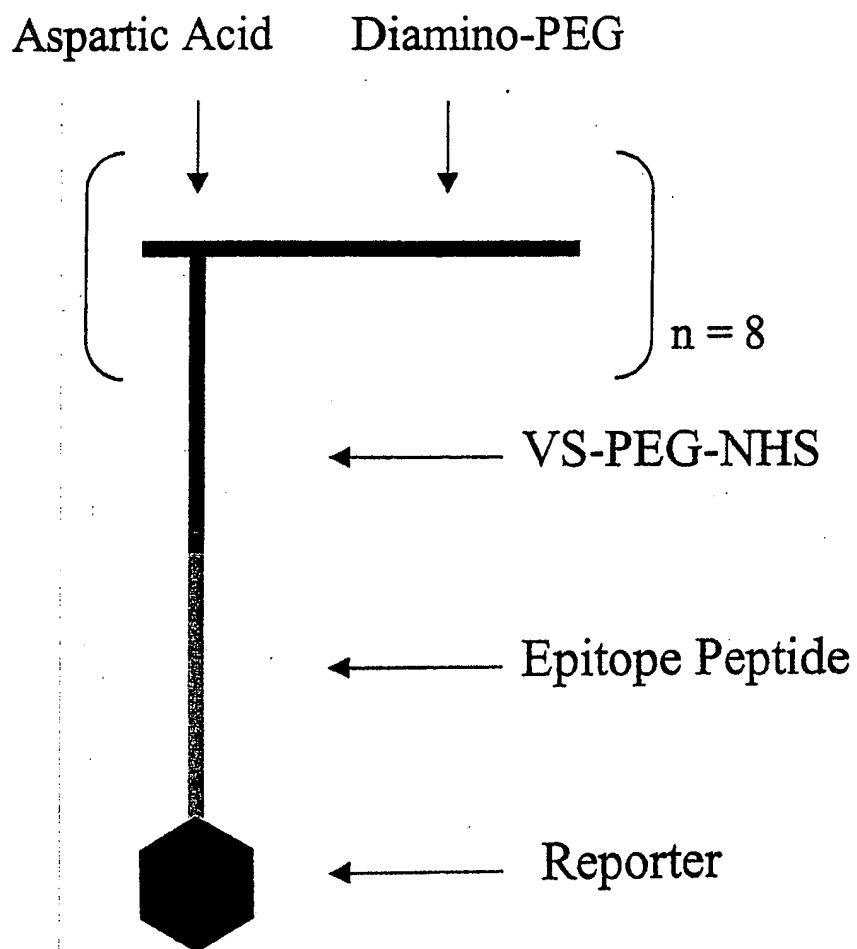 Aspartic Acid Diamino-PEG
n = 8
VS-PEG-NHS
Epitope Peptide
Reporter